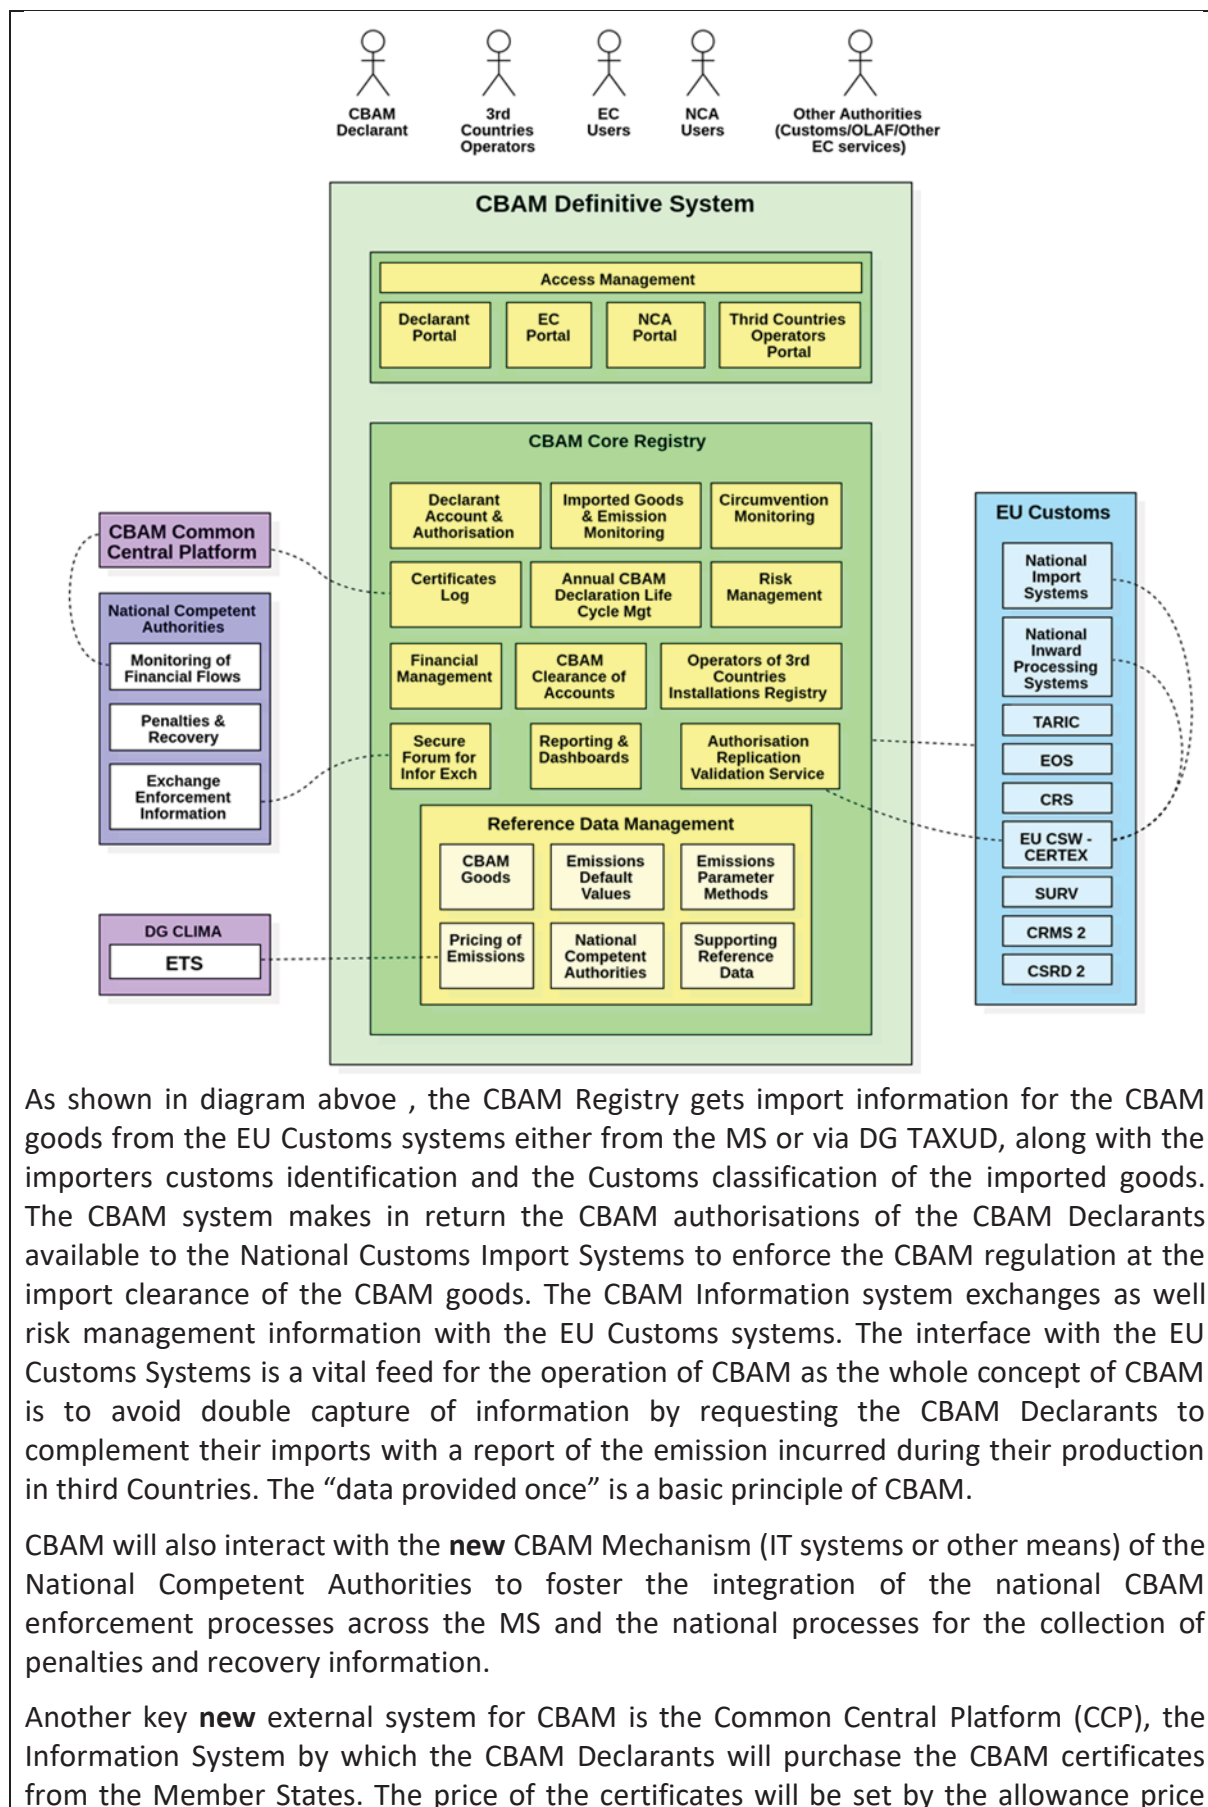 CBAM
Declarant
3rd
Countries
Operators
EC
Users
NCA
Users
Other Authorities
(Customs/OLAF/Other
EC services)
CBAM Definitive System
Access Management
Declarant
Portal
EC
Portal
NCA
Portal
Thrid Countries
Operators
Portal
CBAM Core Registry
Declarant
Account &
Authorisation
Imported Goods
& Emission
Monitoring
Circumvention
Monitoring
Certificates
Log
Annual CBAM
Declaration Life
Cycle Mgt
Risk
Management
Financial
Management
CBAM
Clearance of
Accounts
Operators of 3rd
Countries
Installations Registry
Secure
Forum for
Infor Exch
Reporting &
Dashboards
Authorisation
Replication
Validation Service
Reference Data Management
CBAM
Goods
Emissions
Default
Values
Emissions
Parameter
Methods
Pricing of
Emissions
National
Competent
Authorities
Supporting
Reference
Data
CBAM Common
Central Platform
National Competent
Authorities
Monitoring of
Financial Flows
Penalties &
Recovery
Exchange
Enforcement
Information
DG CLIMA
ETS
EU Customs
National
Import
Systems
National
Inward
Processing
Systems
TARIC
EOS
CRS
EU CSW -
CERTEX
SURV
CRMS 2
CSRD 2
As shown in diagram abvoe , the CBAM Registry gets import information for the CBAM
goods from the EU Customs systems either from the MS or via DG TAXUD, along with the
importers customs identification and the Customs classification of the imported goods.
The CBAM system makes in return the CBAM authorisations of the CBAM Declarants
available to the National Customs Import Systems to enforce the CBAM regulation at the
import clearance of the CBAM goods. The CBAM Information system exchanges as well
risk management information with the EU Customs systems. The interface with the EU
Customs Systems is a vital feed for the operation of CBAM as the whole concept of CBAM
is to avoid double capture of information by requesting the CBAM Declarants to
complement their imports with a report of the emission incurred during their production
in third Countries. The “data provided once” is a basic principle of CBAM.
CBAM will also interact with the new CBAM Mechanism (IT systems or other means) of the
National Competent Authorities to foster the integration of the national CBAM
enforcement processes across the MS and the national processes for the collection of
penalties and recovery information.
Another key new external system for CBAM is the Common Central Platform (CCP), the
Information System by which the CBAM Declarants will purchase the CBAM certificates
from the Member States. The price of the certificates will be set by the allowance price